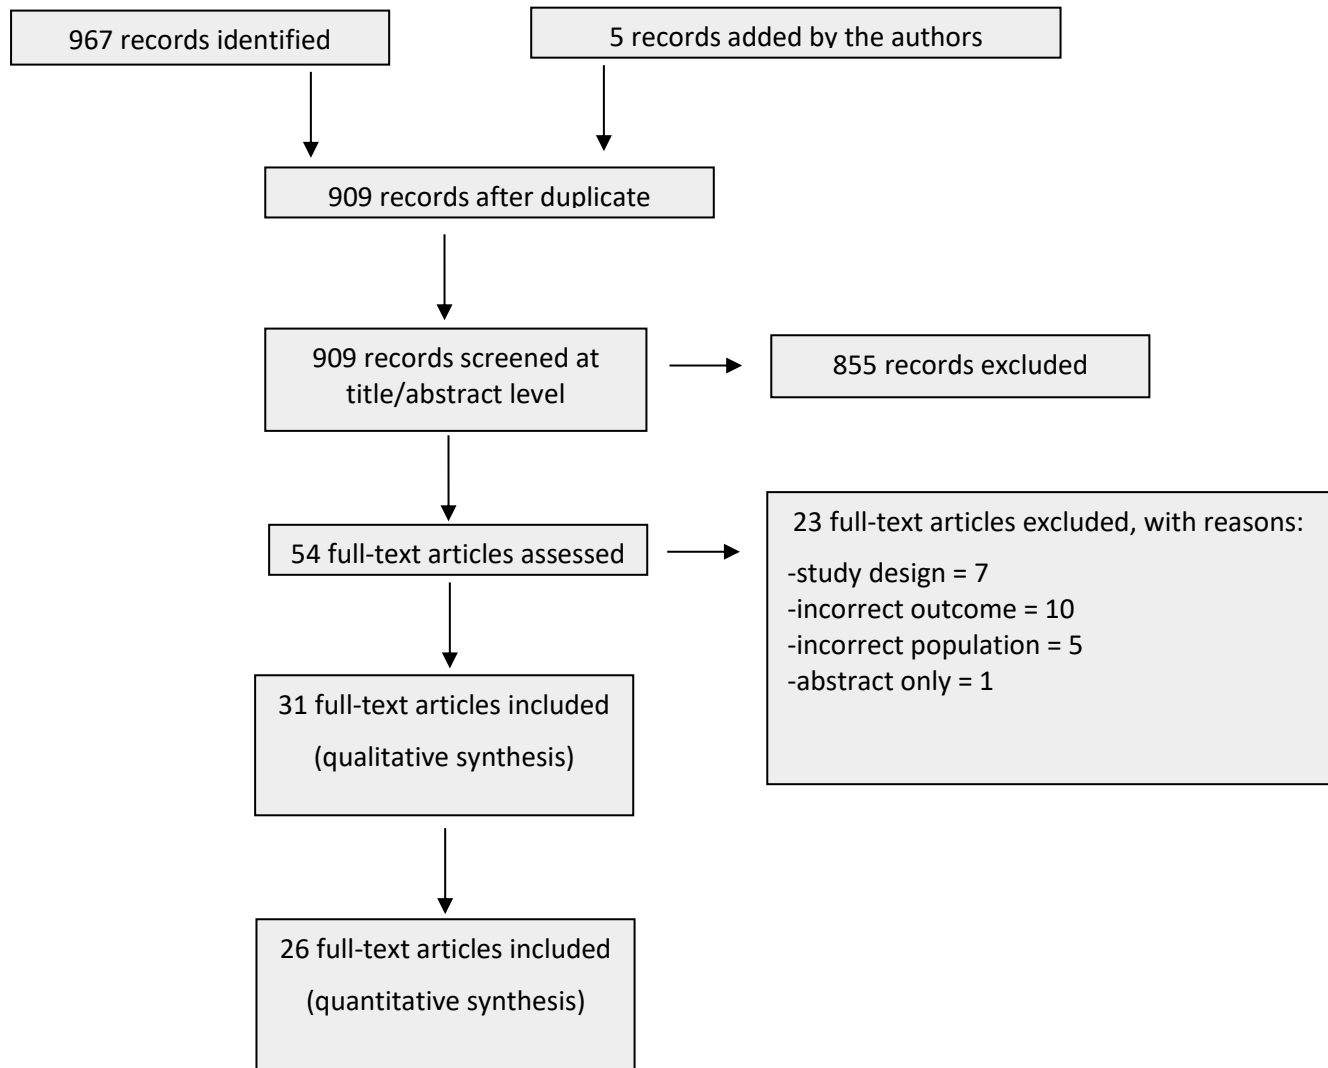 967 records identified
5 records added by the authors
909 records after duplicate
909 records screened at
title/abstract level
855 records excluded
54 full-text articles assessed
23 full-text articles excluded, with reasons:
-study design = 7
-incorrect outcome = 10
-incorrect population = 5
-abstract only = 1
31 full-text articles included
(qualitative synthesis)
26 full-text articles included
(quantitative synthesis)